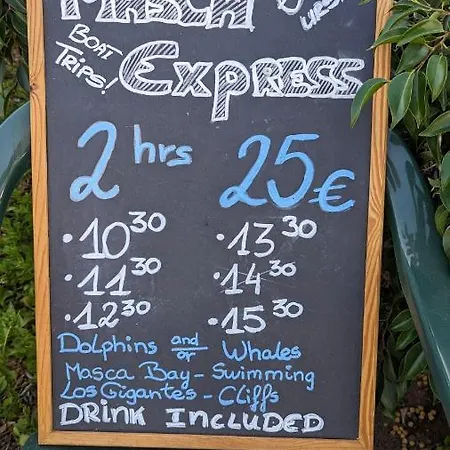 Masca
Boat Trips!
Express
2 hrs 25€
· 10 30 · 13 30
· 11 30 · 14 30
· 12 30 · 15 30
Dolphins and/or Whales
Masca Bay - Swimming
Los Gigantes - Cliffs
Drink Included